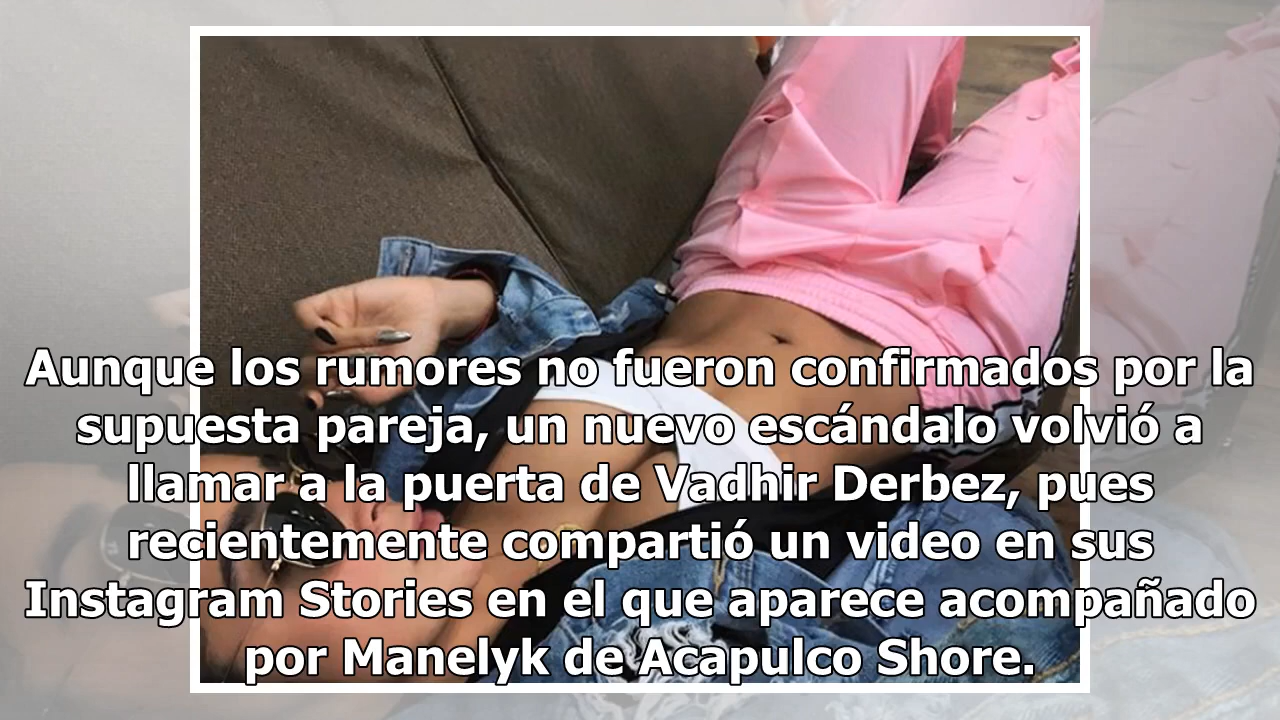 Aunque los rumores no fueron confirmados por la
supuesta pareja, un nuevo escándalo volvió a
llamar a la puerta de Vadhir Derbez, pues
recientemente compartió un video en sus
Instagram Stories en el que aparece acompañado
por Manelyk de Acapulco Shore.